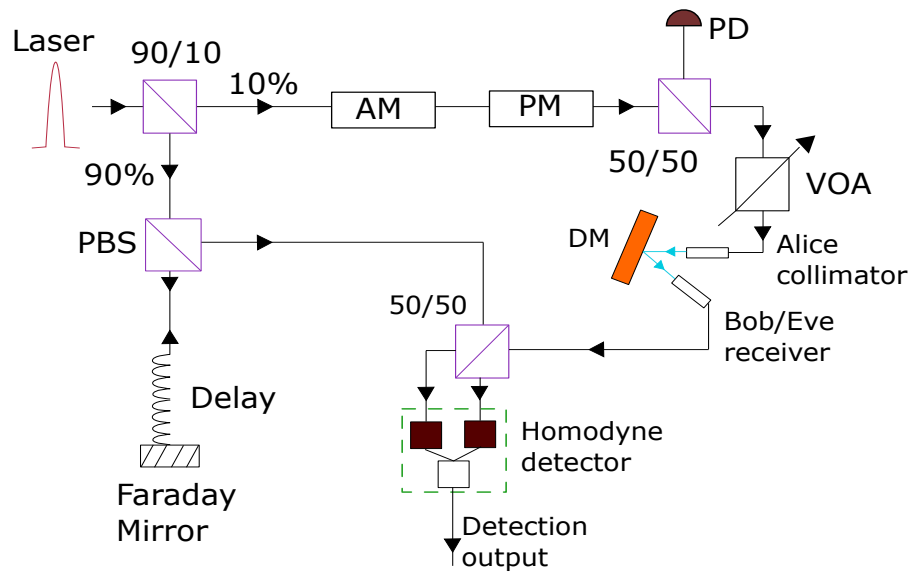 Laser
90/10
10%
AM
PM
PD
50/50
90%
VOA
PBS
DM
Alice
collimator
50/50
Bob/Eve
receiver
Delay
Homodyne
detector
Faraday
Mirror
Detection
output